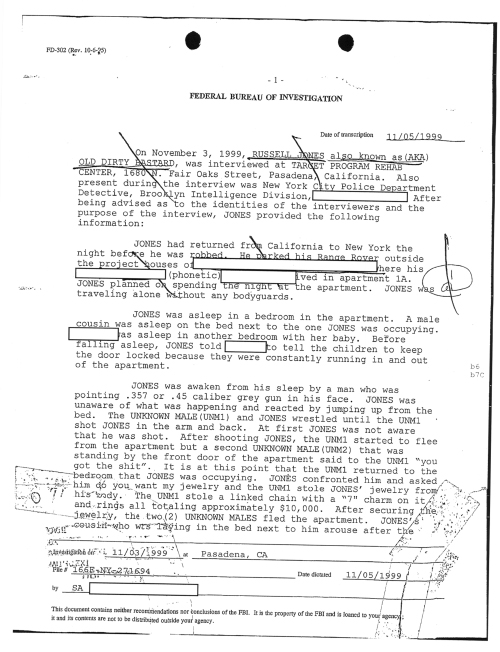 FD-302 (Rev. 10-6-95)
- 1 -
FEDERAL BUREAU OF INVESTIGATION
Date of transcription 11/05/1999
On November 3, 1999, RUSSELL JONES also known as (AKA)
OLD DIRTY BASTARD, was interviewed at TARGET PROGRAM REHAB
CENTER, 1680 N. Fair Oaks Street, Pasadena, California. Also
present during the interview was New York City Police Department
Detective, Brooklyn Intelligence Division, After
being advised as to the identities of the interviewers and the
purpose of the interview, JONES provided the following
information:
JONES had returned from California to New York the
night before he was robbed. He parked his Range Rover outside
the project houses of here his
(phonetic) ived in apartment 1A.
JONES planned on spending the night at the apartment. JONES was
traveling alone without any bodyguards.
JONES was asleep in a bedroom in the apartment. A male
cousin was asleep on the bed next to the one JONES was occupying.
as asleep in another bedroom with her baby. Before
falling asleep, JONES told to tell the children to keep
the door locked because they were constantly running in and out
of the apartment.
b6
b7C
JONES was awaken from his sleep by a man who was
pointing .357 or .45 caliber grey gun in his face. JONES was
unaware of what was happening and reacted by jumping up from the
bed. The UNKNOWN MALE(UNM1) and JONES wrestled until the UNM1
shot JONES in the arm and back. At first JONES was not aware
that he was shot. After shooting JONES, the UNM1 started to flee
from the apartment but a second UNKNOWN MALE(UNM2) that was
standing by the front door of the apartment said to the UNM1 "you
got the shit". It is at this point that the UNM1 returned to the
bedroom that JONES was occupying. JONES confronted him and asked
him do you want my jewelry and the UNM1 stole JONES' jewelry from
his body. The UNM1 stole a linked chain with a "7" charm on it
and rings all totaling approximately $10,000. After securing the
jewelry, the two(2) UNKNOWN MALES fled the apartment. JONES's
cousin who was laying in the bed next to him arouse after the
Investigation on 11/03/1999 at Pasadena, CA
File # 166E-NY-271694 Date dictated 11/05/1999
by SA
This document contains neither recommendations nor conclusions of the FBI. It is the property of the FBI and is loaned to your agency;
it and its contents are not to be distributed outside your agency.